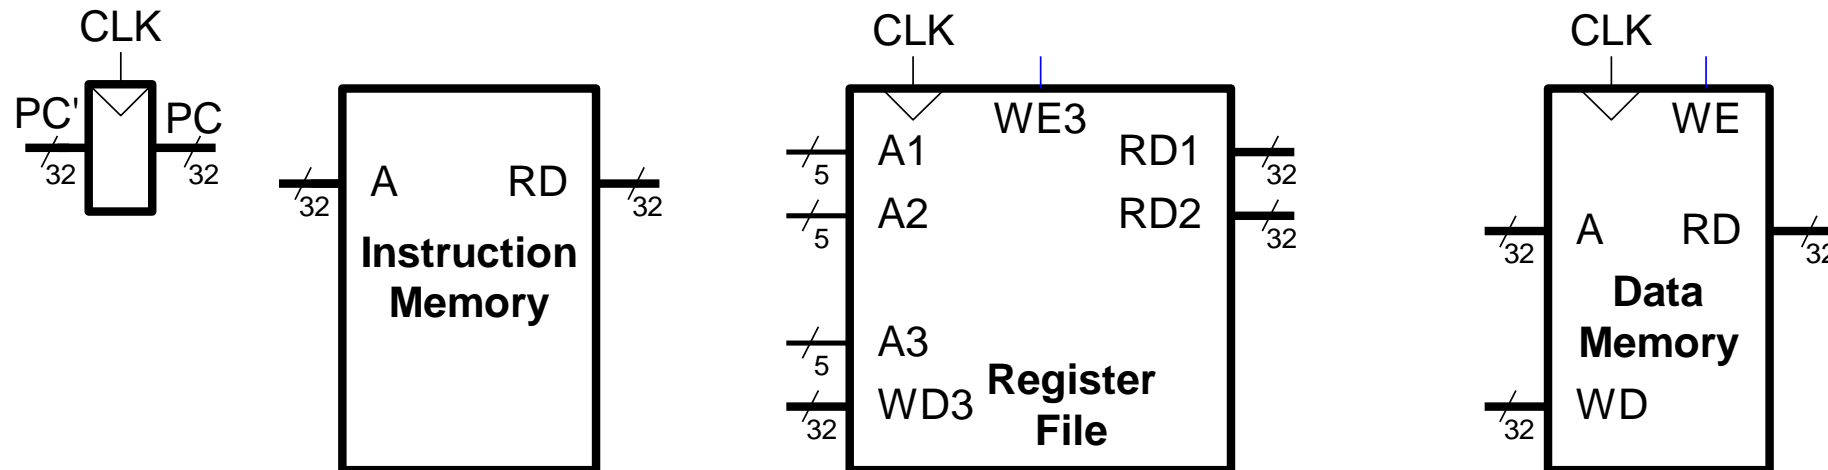 CLK
PC'
PC
32
32
A
RD
32
32
Instruction
Memory
CLK
WE3
A1
RD1
5
32
A2
RD2
5
32
A3
5
WD3
32
Register
File
CLK
WE
A
RD
32
32
Data
Memory
WD
32